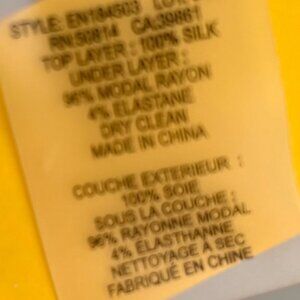 STYLE:
TOP LAYER : 100% SILK
UNDER LAYER :
96% MODAL RAYON
4% ELASTANE
DRY CLEAN
MADE IN CHINA
COUCHE EXTERIEUR :
100% SOIE
SOUS LA COUCHE :
96% RAYONNE MODAL
4% ELASTHANNE
NETTOYAGE A SEC
FABRIQUÉ EN CHINE